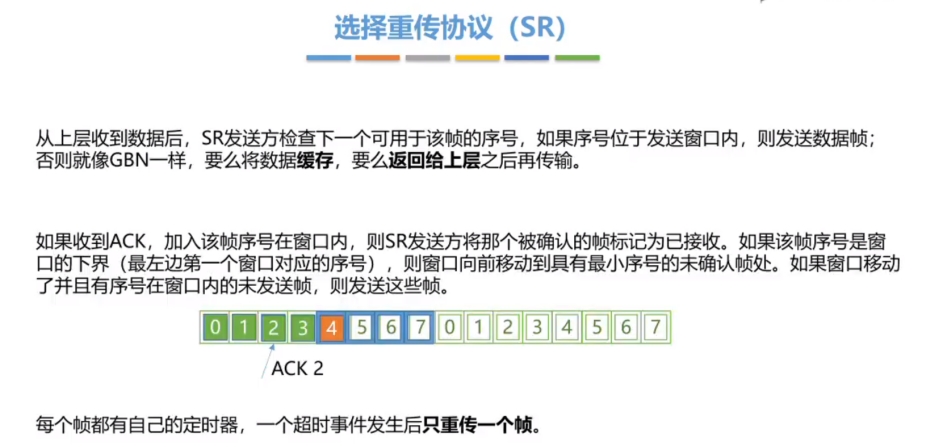 选择重传协议（SR）
从上层收到数据后，SR发送方检查下一个可用于该帧的序号，如果序号位于发送窗口内，则发送数据帧；
否则就像GBN一样，要么将数据缓存，要么返回给上层之后再传输。
如果收到ACK，加入该帧序号在窗口内，则SR发送方将那个被确认的帧标记为已接收。如果该帧序号是窗
口的下界（最左边第一个窗口对应的序号），则窗口向前移动到具有最小序号的未确认帧处。如果窗口移动
了并且有序号在窗口内的未发送帧，则发送这些帧。
0 1 2 3 4 5 6 7 0 1 2 3 4 5 6 7
ACK 2
每个帧都有自己的定时器，一个超时事件发生后只重传一个帧。